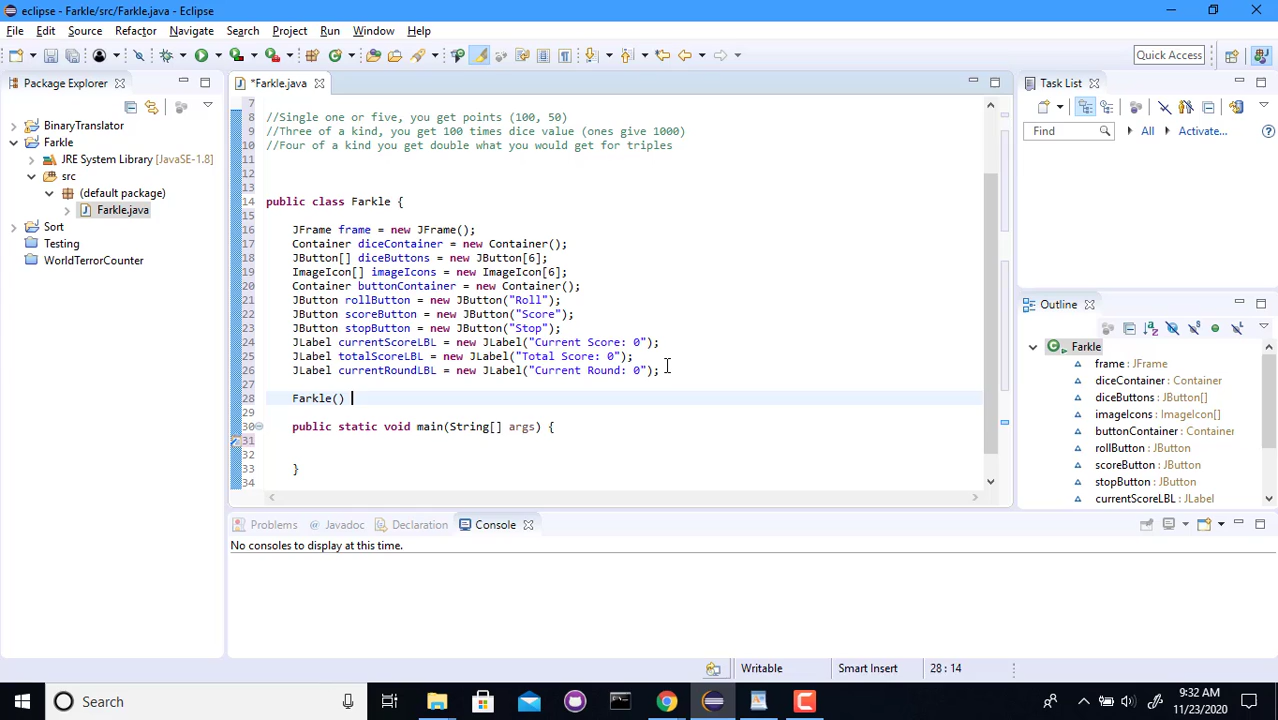 eclipse - Farkle/src/Farkle.java - Eclipse
File Edit Source Refactor Navigate Search Project Run Window Help
Quick Access
Package Explorer
BinaryTranslator
Farkle
JRE System Library [JavaSE-1.8]
src
(default package)
Farkle.java
Sort
Testing
WorldTerrorCounter
*Farkle.java
7
8 //Single one or five, you get points (100, 50)
9 //Three of a kind, you get 100 times dice value (ones give 1000)
10 //Four of a kind you get double what you would get for triples
11
12
13
14 public class Farkle {
15
16 JFrame frame = new JFrame();
17 Container diceContainer = new Container();
18 JButton[] diceButtons = new JButton[6];
19 ImageIcon[] imageIcons = new ImageIcon[6];
20 Container buttonContainer = new Container();
21 JButton rollButton = new JButton("Roll");
22 JButton scoreButton = new JButton("Score");
23 JButton stopButton = new JButton("Stop");
24 JLabel currentScoreLBL = new JLabel("Current Score: 0");
25 JLabel totalScoreLBL = new JLabel("Total Score: 0");
26 JLabel currentRoundLBL = new JLabel("Current Round: 0");
27
28 Farkle()
29
30 public static void main(String[] args) {
31
32
33 }
34
Task List
Find All Activate...
Outline
Farkle
frame : JFrame
diceContainer : Container
diceButtons : JButton[]
imageIcons : ImageIcon[]
buttonContainer : Container
rollButton : JButton
scoreButton : JButton
stopButton : JButton
currentScoreLBL : JLabel
Problems Javadoc Declaration Console
No consoles to display at this time.
Writable Smart Insert 28 : 14
Search
9:32 AM
11/23/2020